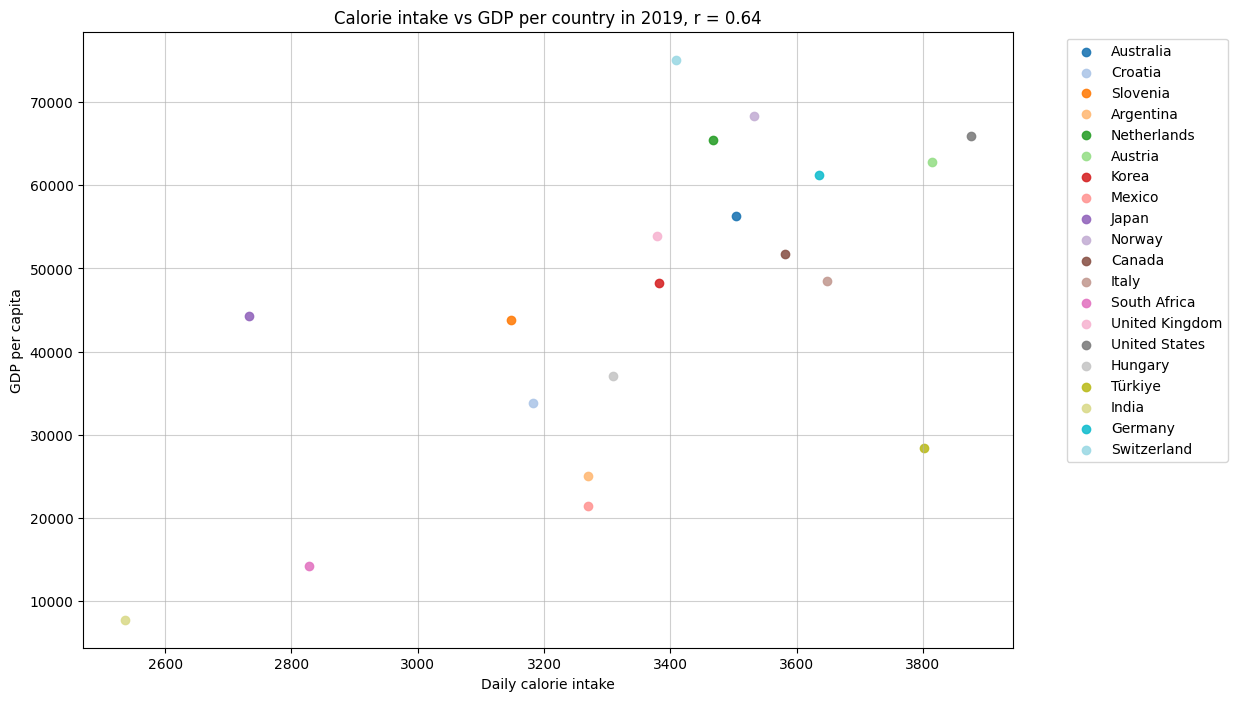 Calorie intake vs GDP per country in 2019, r = 0.64
GDP per capita
70000
60000
50000
40000
30000
20000
10000
2600 2800 3000 3200 3400 3600 3800
Daily calorie intake
Australia
Croatia
Slovenia
Argentina
Netherlands
Austria
Korea
Mexico
Japan
Norway
Canada
Italy
South Africa
United Kingdom
United States
Hungary
Türkiye
India
Germany
Switzerland